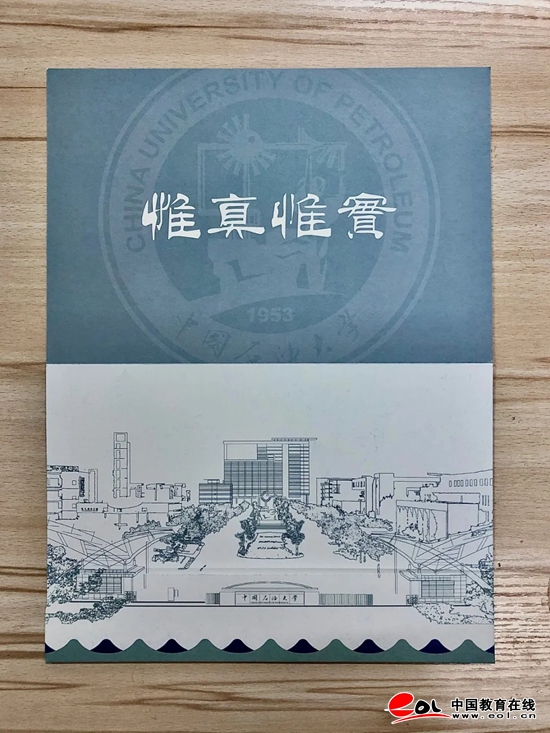 CHINA UNIVERSITY OF PETROLEUM
惟真惟實
1953
中国石油大学
中国石油大学
eol 中国教育在线
www.eol.cn